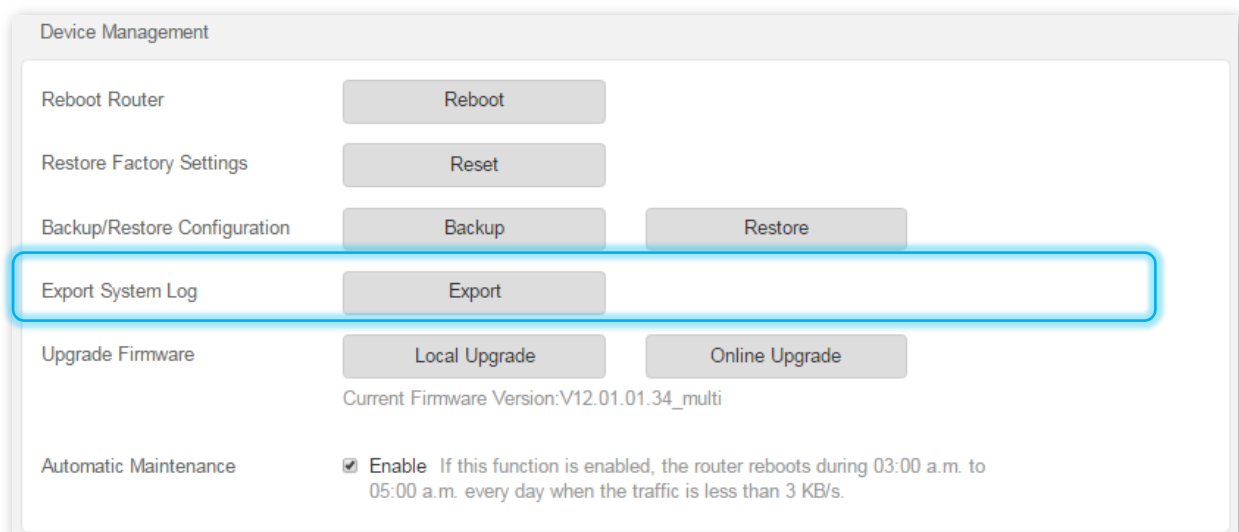 Device Management
Reboot Router Reboot
Restore Factory Settings Reset
Backup/Restore Configuration Backup Restore
Export System Log Export
Upgrade Firmware Local Upgrade Online Upgrade
Current Firmware Version:V12.01.01.34_multi
Automatic Maintenance Enable If this function is enabled, the router reboots during 03:00 a.m. to
05:00 a.m. every day when the traffic is less than 3 KB/s.